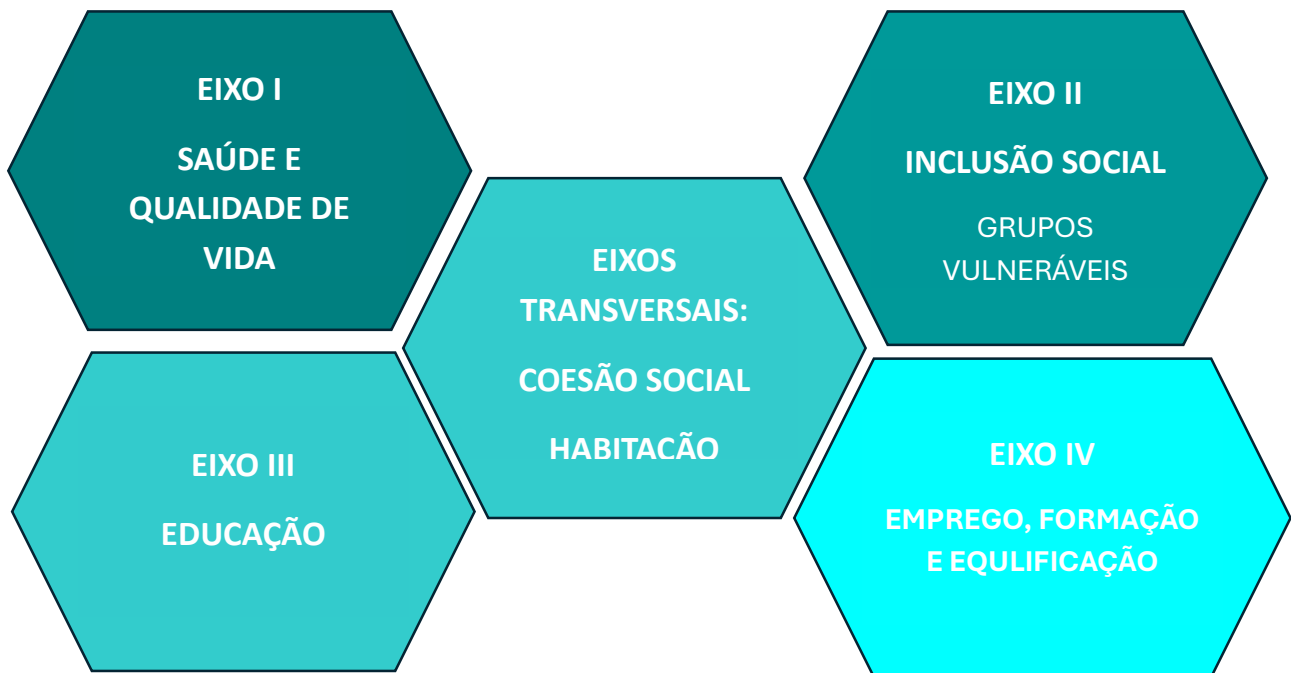 EIXO I
SAÚDE E
QUALIDADE DE
VIDA
EIXO II
INCLUSÃO SOCIAL
GRUPOS
VULNERÁVEIS
EIXOS
TRANSVERSAIS:
COESÃO SOCIAL
HABITAÇÃO
EIXO III
EDUCAÇÃO
EIXO IV
EMPREGO, FORMAÇÃO
E EQULIFICAÇÃO